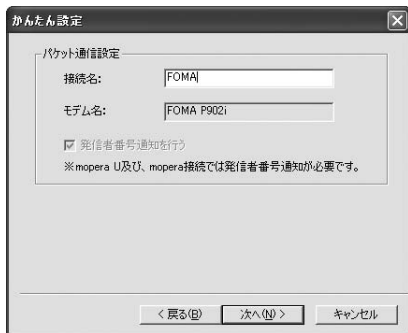 かんたん設定
パケット通信設定
接続名: FOMA
モデム名: FOMA P902i
発信者番号通知を行う
※mopera U及び、mopera接続では発信者番号通知が必要です。
< 戻る(B) 次へ(N) > キャンセル